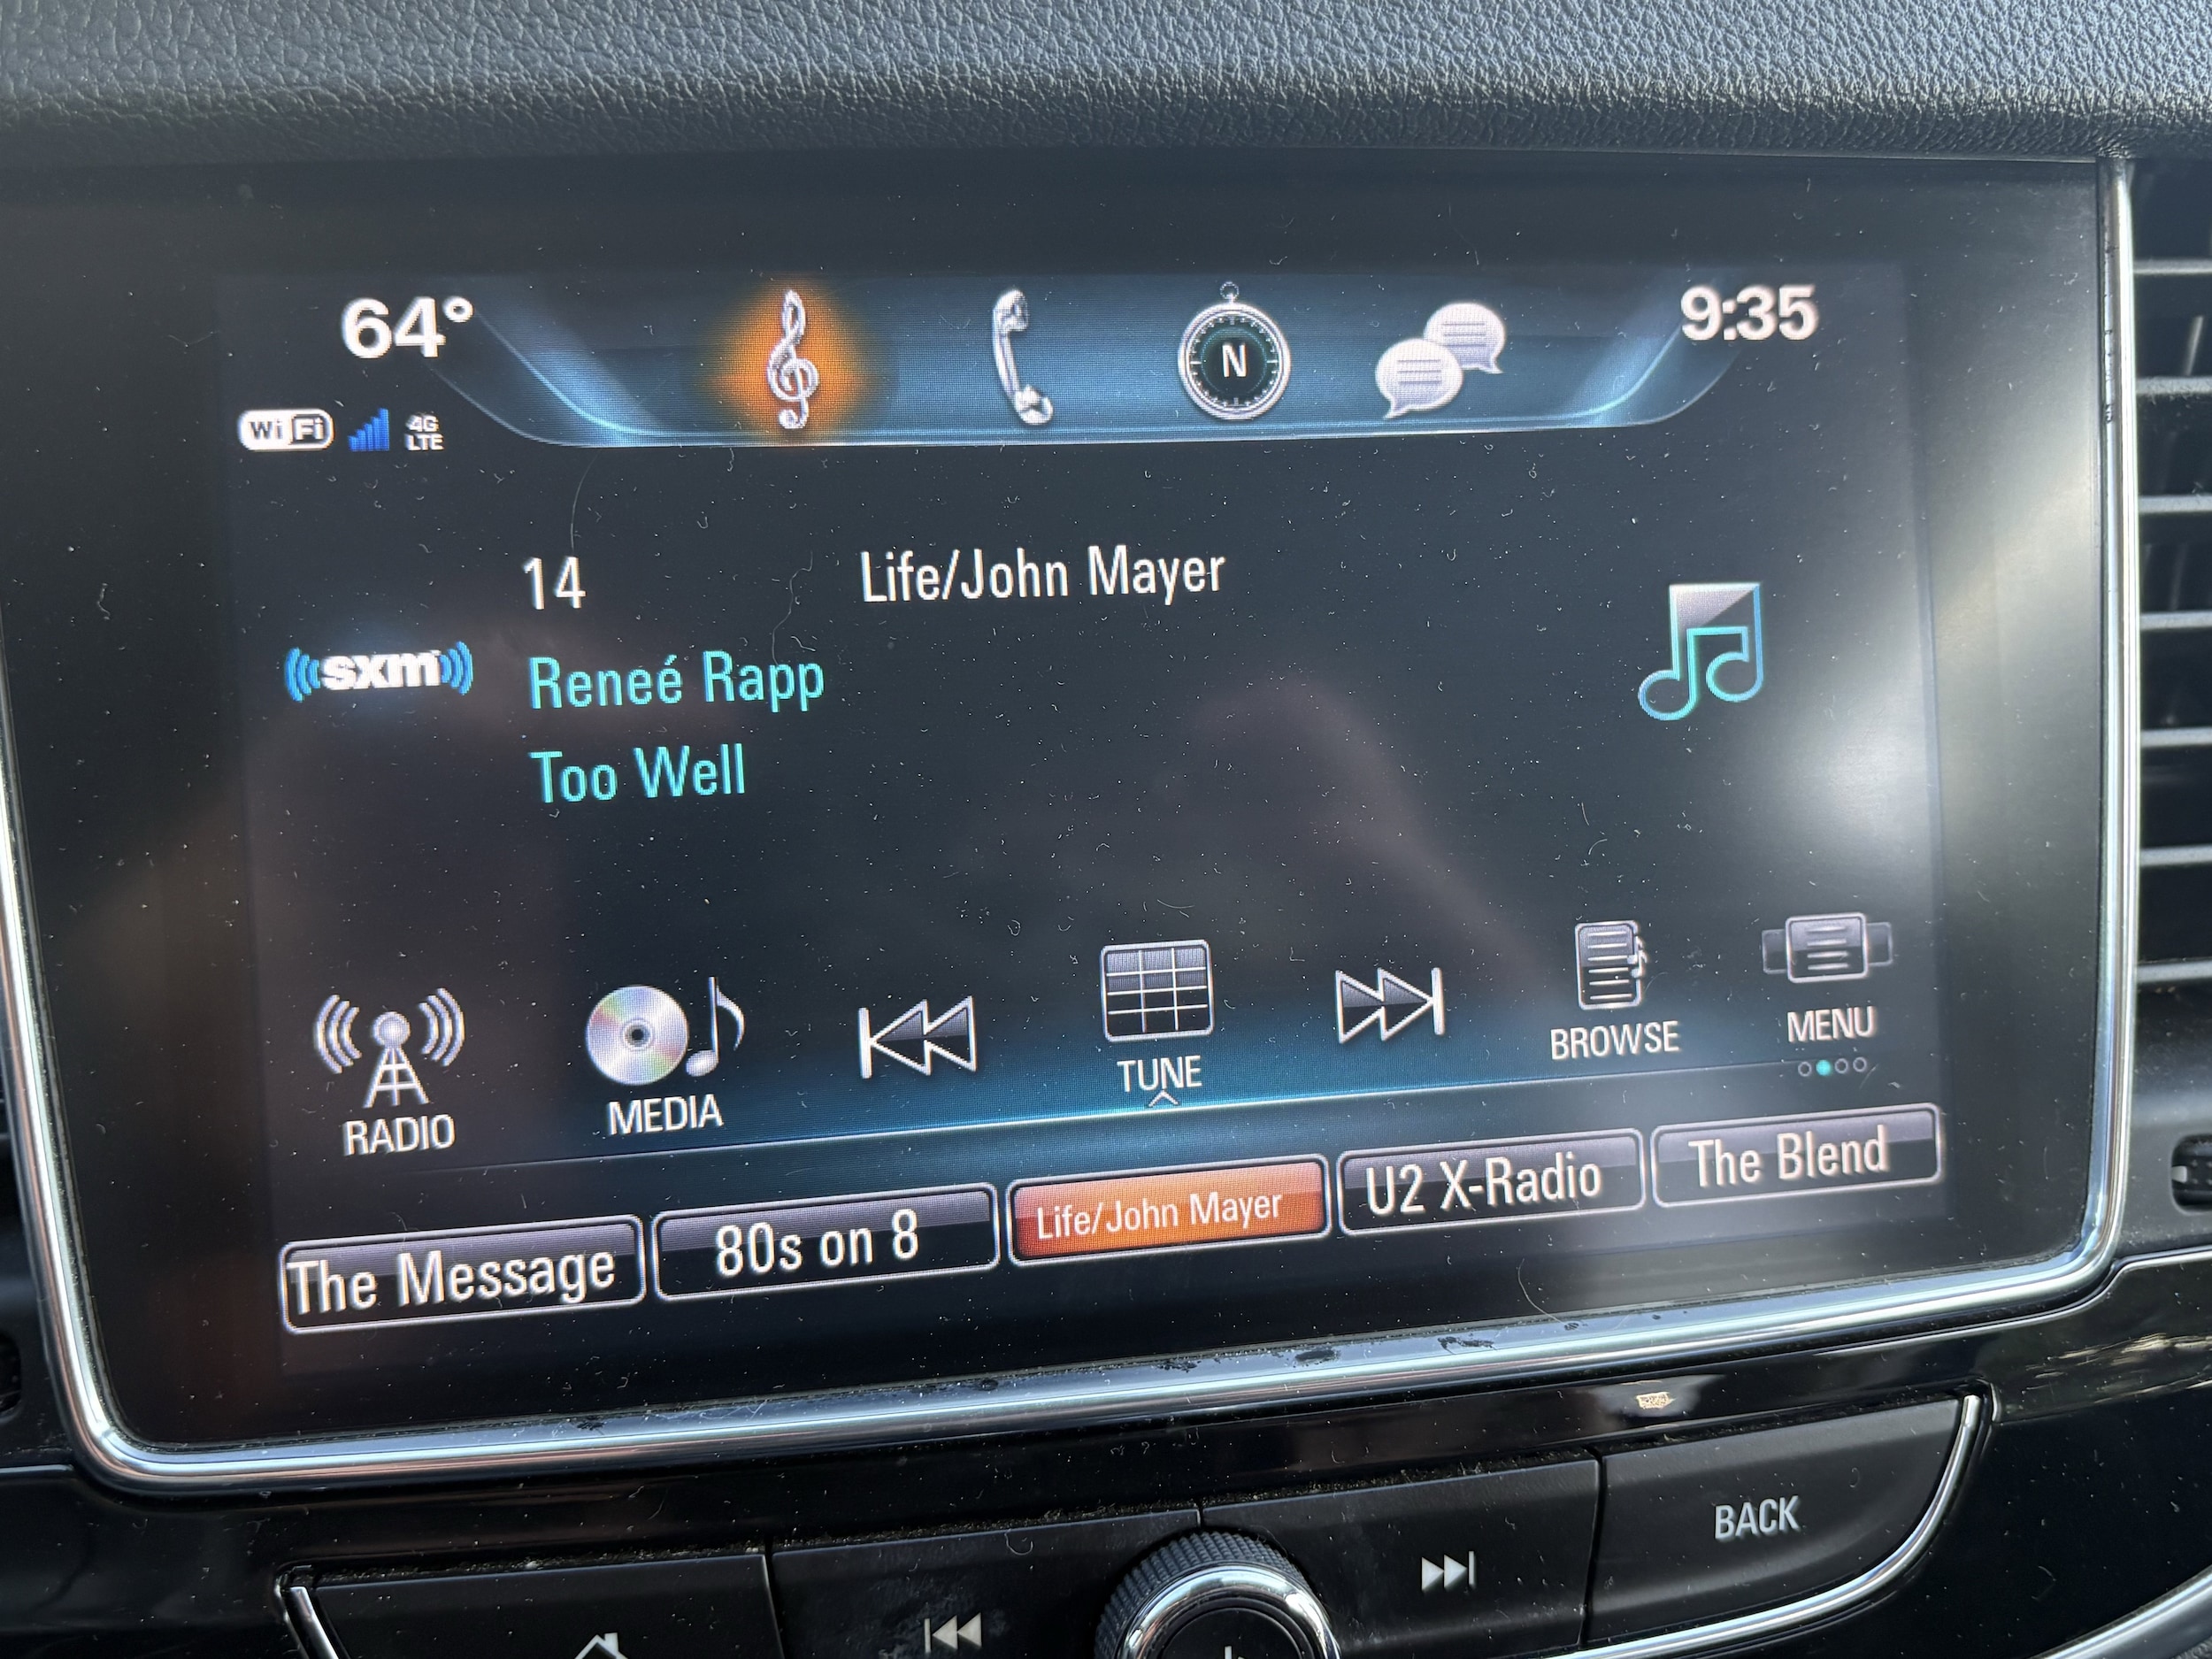 64°
N
9:35
WiFi
4G
LTE
14 Life/John Mayer
sxm
Reneé Rapp
Too Well
RADIO
MEDIA
TUNE
BROWSE
MENU
The Message
80s on 8
Life/John Mayer
U2 X-Radio
The Blend
BACK